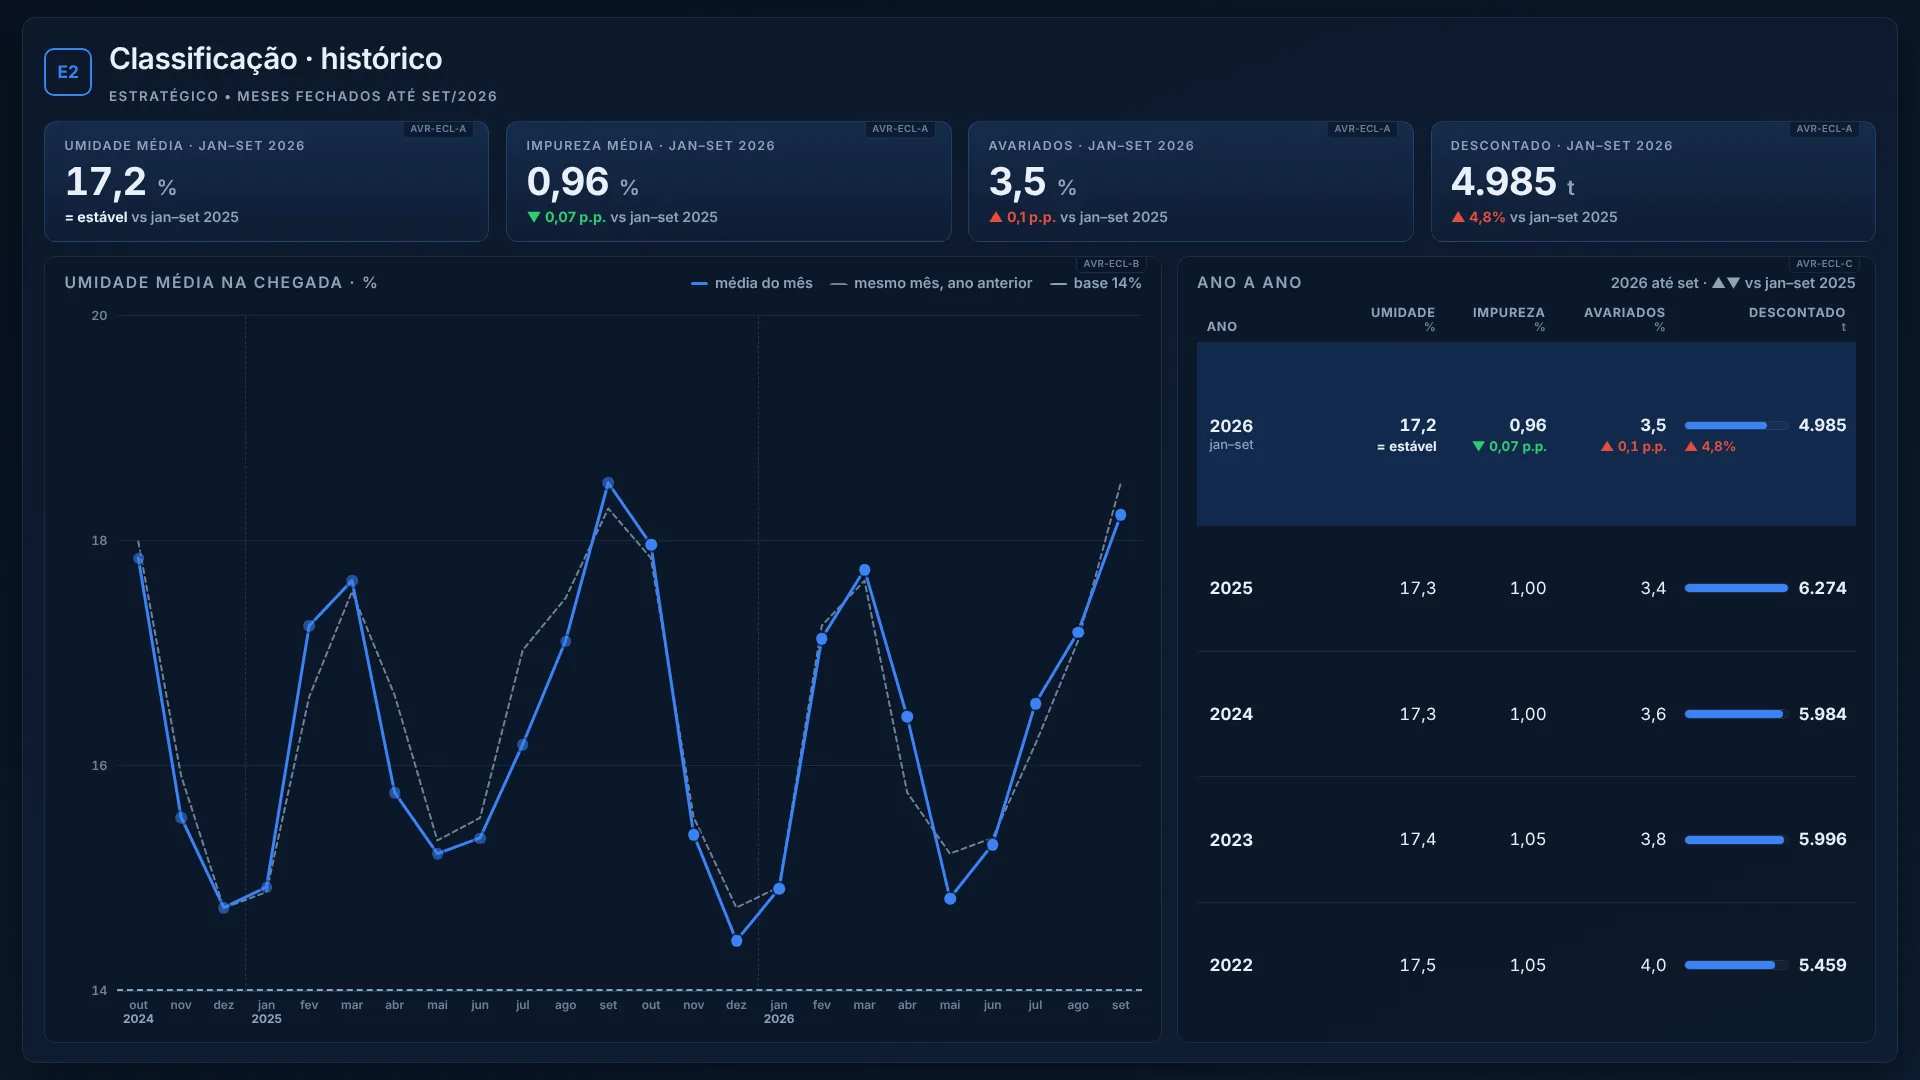 E2
Classificação · histórico
ESTRATÉGICO • MESES FECHADOS ATÉ SET/2026
AVR-ECL-A
UMIDADE MÉDIA · JAN–SET 2026
17,2 %
= estável vs jan–set 2025
AVR-ECL-A
IMPUREZA MÉDIA · JAN–SET 2026
0,96 %
▼ 0,07 p.p. vs jan–set 2025
AVR-ECL-A
AVARIADOS · JAN–SET 2026
3,5 %
▲ 0,1 p.p. vs jan–set 2025
AVR-ECL-A
DESCONTADO · JAN–SET 2026
4.985 t
▲ 4,8% vs jan–set 2025
AVR-ECL-B
UMIDADE MÉDIA NA CHEGADA · %
média do mês
mesmo mês, ano anterior
base 14%
20
18
16
14
out nov dez jan fev mar abr mai jun jul ago set out nov dez jan fev mar abr mai jun jul ago set
2024 2025 2026
AVR-ECL-C
ANO A ANO
2026 até set · ▲▼ vs jan–set 2025
ANO UMIDADE % IMPUREZA % AVARIADOS % DESCONTADO t
2026 17,2 0,96 3,5 4.985
jan–set = estável ▼ 0,07 p.p. ▲ 0,1 p.p. ▲ 4,8%
2025 17,3 1,00 3,4 6.274
2024 17,3 1,00 3,6 5.984
2023 17,4 1,05 3,8 5.996
2022 17,5 1,05 4,0 5.459